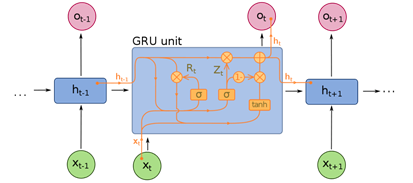 o_{t-1}
o_t
o_{t+1}
GRU unit
h_t
R_t
Z_t
h_{t-1}
h_t
1-
...
h_{t-1}
σ
σ
tanh
h_{t+1}
...
x_t
x_{t-1}
x_t
x_{t+1}